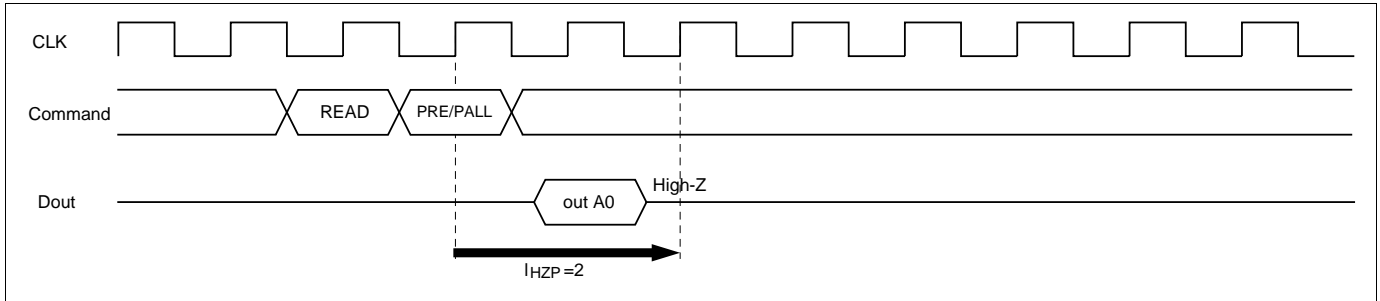 CLK
Command
READ
PRE/PALL
Dout
out A0
High-Z
lHZP=2